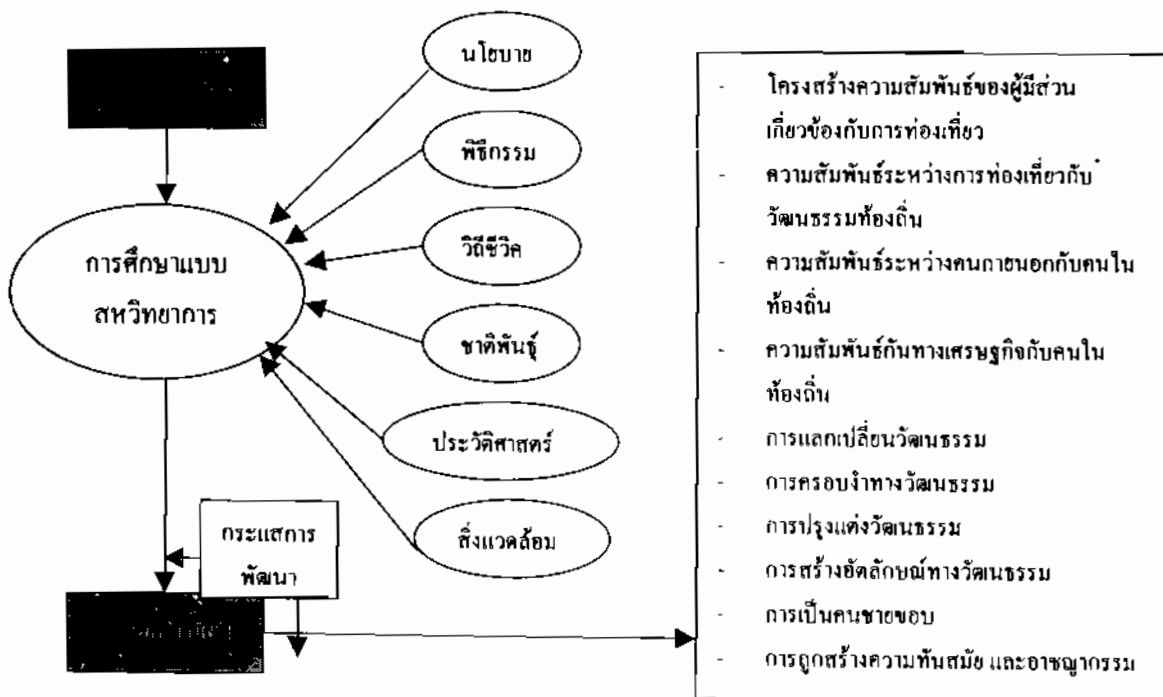 นโยบาย
พิธีกรรม
วิถีชีวิต
ชาติพันธุ์
ประวัติศาสตร์
สิ่งแวดล้อม
การศึกษาแบบ
สหวิทยาการ
กระแสการ
พัฒนา
- โครงสร้างความสัมพันธ์ของผู้มีส่วน
เกี่ยวข้องกับการท่องเที่ยว
- ความสัมพันธ์ระหว่างการท่องเที่ยวกับ
วัฒนธรรมท้องถิ่น
- ความสัมพันธ์ระหว่างคนภายนอกกับคนใน
ท้องถิ่น
- ความสัมพันธ์กันทางเศรษฐกิจกับคนใน
ท้องถิ่น
- การแลกเปลี่ยนวัฒนธรรม
- การครอบงำทางวัฒนธรรม
- การปรุงแต่งวัฒนธรรม
- การสร้างอัตลักษณ์ทางวัฒนธรรม
- การเป็นคนชายขอบ
- การถูกสร้างความทันสมัย และอาชญากรรม